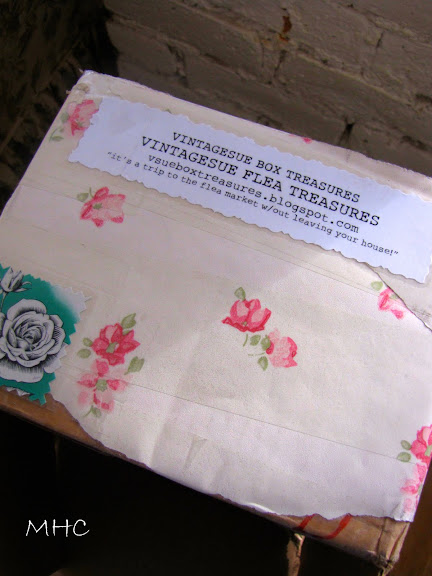 VINTAGESUE BOX TREASURES
VINTAGESUE FLEA TREASURES
vsueboxtreasures.blogspot.com
"it's a trip to the flea market w/out leaving your house!"
MHC